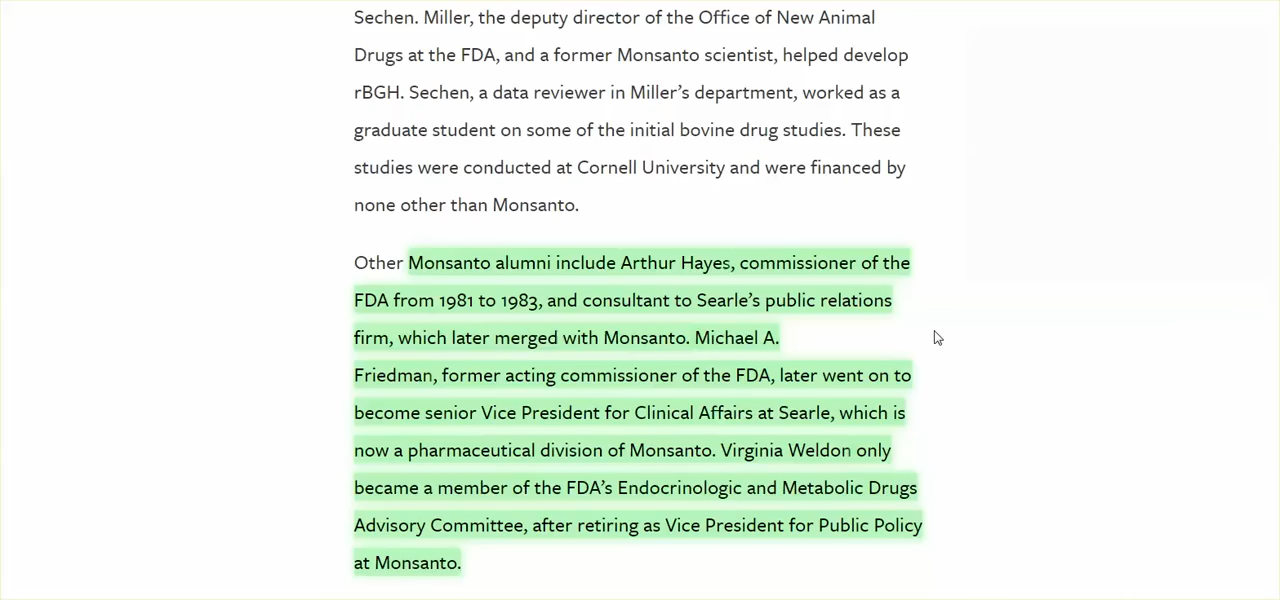 Sechen. Miller, the deputy director of the Office of New Animal
Drugs at the FDA, and a former Monsanto scientist, helped develop
rBGH. Sechen, a data reviewer in Miller’s department, worked as a
graduate student on some of the initial bovine drug studies. These
studies were conducted at Cornell University and were financed by
none other than Monsanto.
Other Monsanto alumni include Arthur Hayes, commissioner of the
FDA from 1981 to 1983, and consultant to Searle’s public relations
firm, which later merged with Monsanto. Michael A.
Friedman, former acting commissioner of the FDA, later went on to
become senior Vice President for Clinical Affairs at Searle, which is
now a pharmaceutical division of Monsanto. Virginia Weldon only
became a member of the FDA’s Endocrinologic and Metabolic Drugs
Advisory Committee, after retiring as Vice President for Public Policy
at Monsanto.